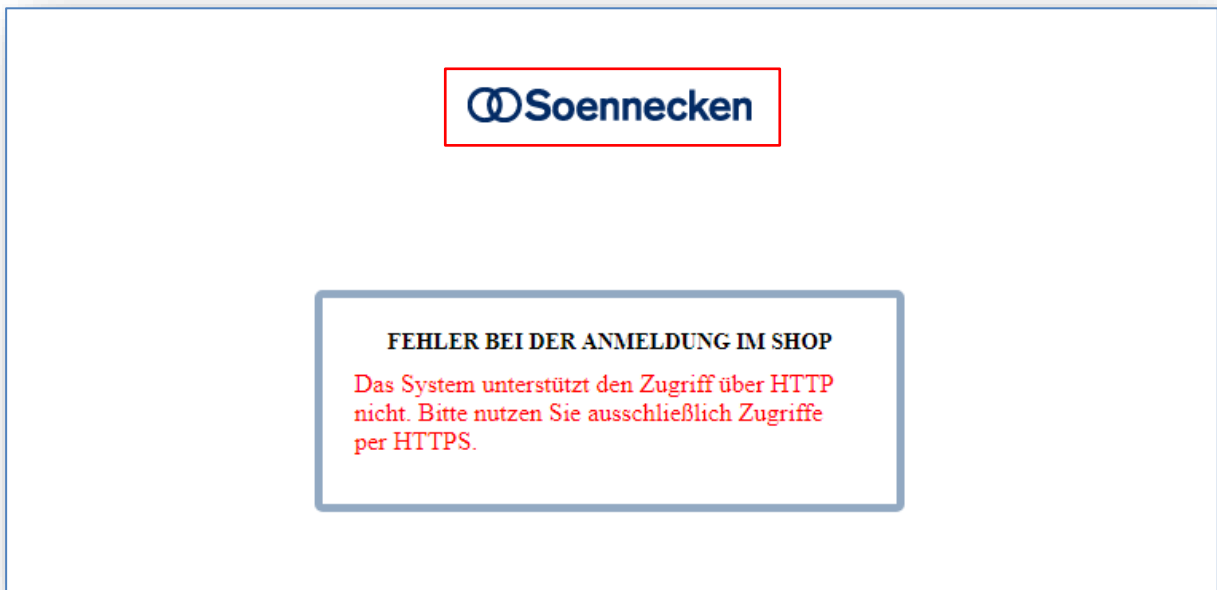 Soennecken
FEHLER BEI DER ANMELDUNG IM SHOP
Das System unterstützt den Zugriff über HTTP
nicht. Bitte nutzen Sie ausschließlich Zugriffe
per HTTPS.